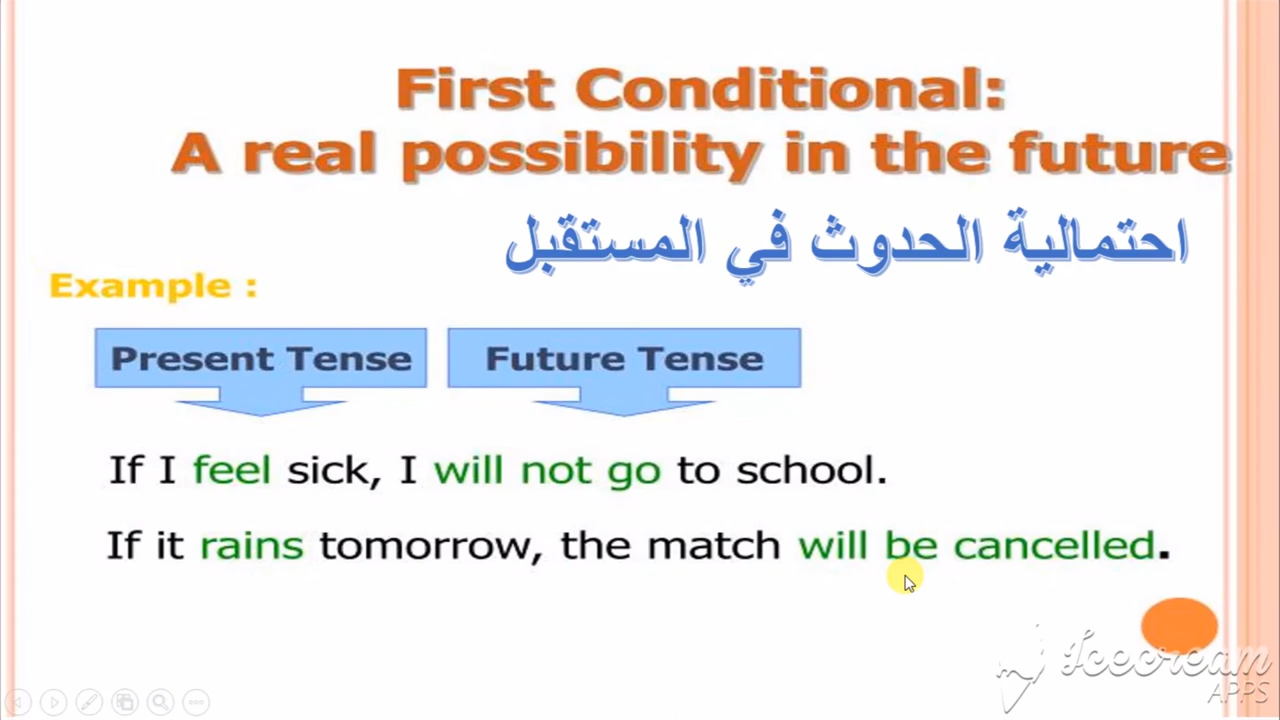 First Conditional:
A real possibility in the future
احتمالية الحدوث في المستقبل
Example :
Present Tense
Future Tense
If I feel sick, I will not go to school.
If it rains tomorrow, the match will be cancelled.
Icecream
APPS